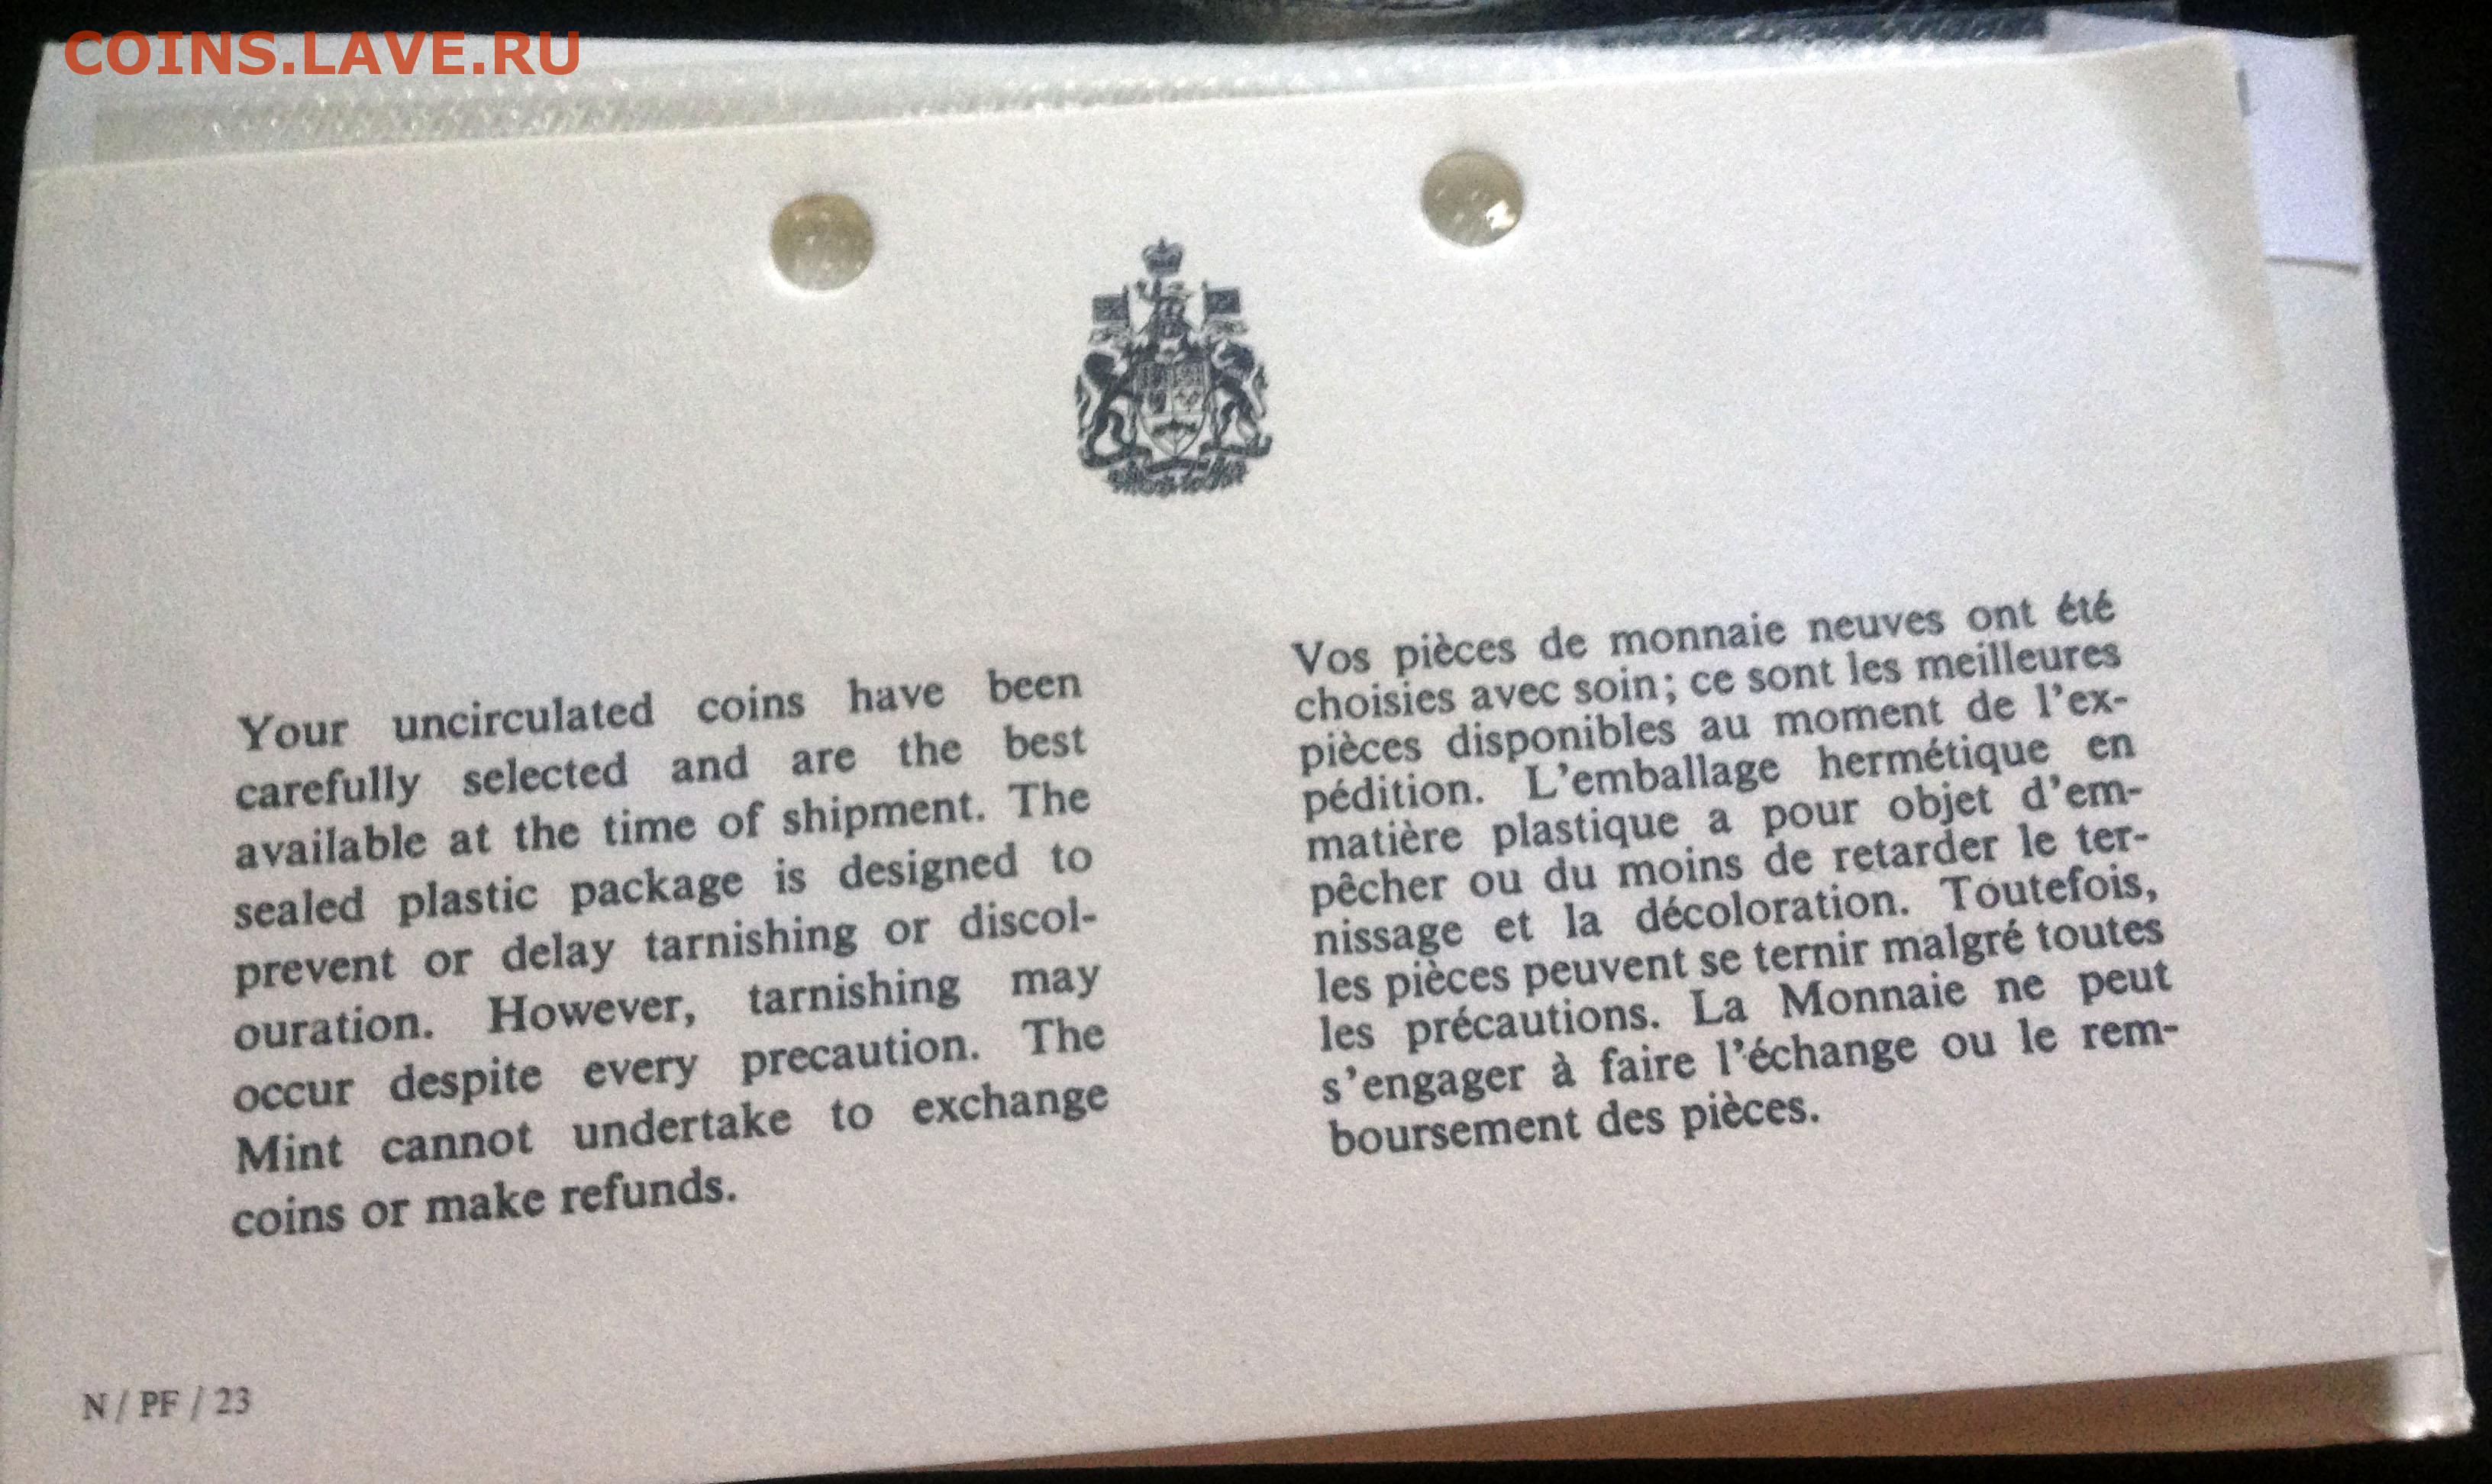 COINS.LAVE.RU
Your uncirculated coins have been
carefully selected and are the best
available at the time of shipment. The
sealed plastic package is designed to
prevent or delay tarnishing or discol-
ouration. However, tarnishing may
occur despite every precaution. The
Mint cannot undertake to exchange
coins or make refunds.
Vos pièces de monnaie neuves ont été
choisies avec soin; ce sont les meilleures
pièces disponibles au moment de l'ex-
pédition. L'emballage hermétique en
matière plastique a pour objet d'em-
pêcher ou du moins de retarder le ter-
nissage et la décoloration. Toutefois,
les pièces peuvent se ternir malgré toutes
les précautions. La Monnaie ne peut
s'engager à faire l'échange ou le rem-
boursement des pièces.
N / PF / 23